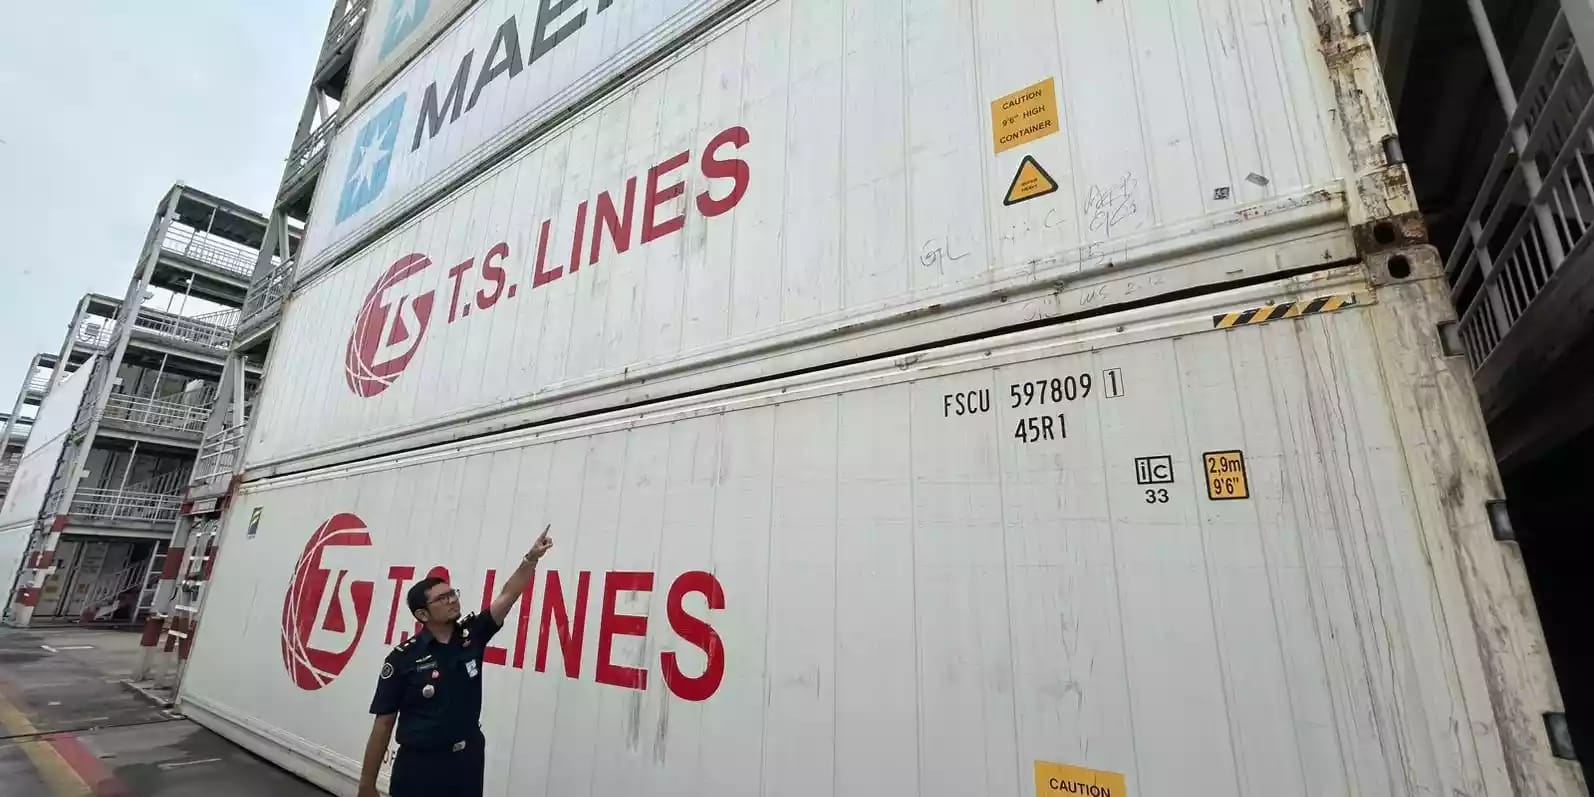 MAE
T.S. LINES
CAUTION
9'6" HIGH
CONTAINER
FSCU 597809 1
45R1
ic
33
2,9m
9'6"
TS
T.S. LINES
CAUTION